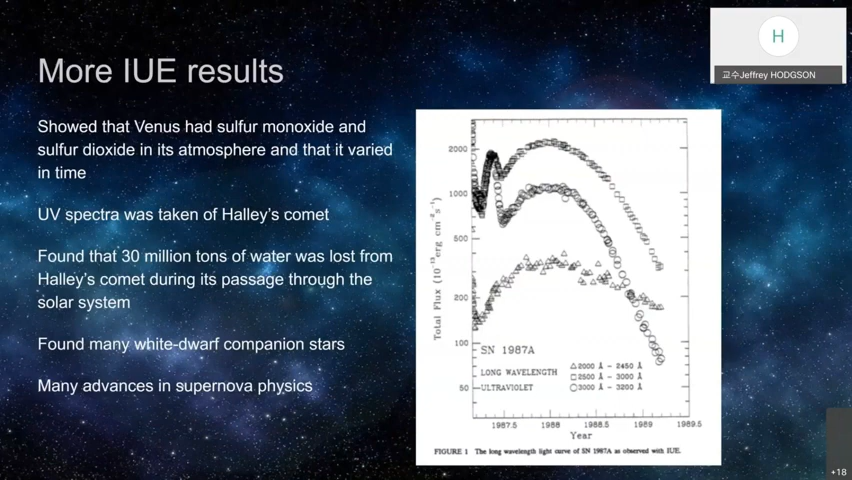 More IUE results
Showed that Venus had sulfur monoxide and
sulfur dioxide in its atmosphere and that it varied
in time
UV spectra was taken of Halley's comet
Found that 30 million tons of water was lost from
Halley's comet during its passage through the
solar system
Found many white-dwarf companion stars
Many advances in supernova physics
H
교수Jeffrey HODGSON
2000
1000
500
200
100
50
Total Flux (10⁻¹³erg cm⁻²s⁻¹)
SN 1987A
LONG WAVELENGTH
ULTRAVIOLET
△2000 Å - 2450 Å
□2500 Å - 3000 Å
○3000 Å - 3200 Å
1987.5 1988 1988.5 1989 1989.5
Year
FIGURE 1 The long wavelength light curve of SN 1987A as observed with IUE.
+18